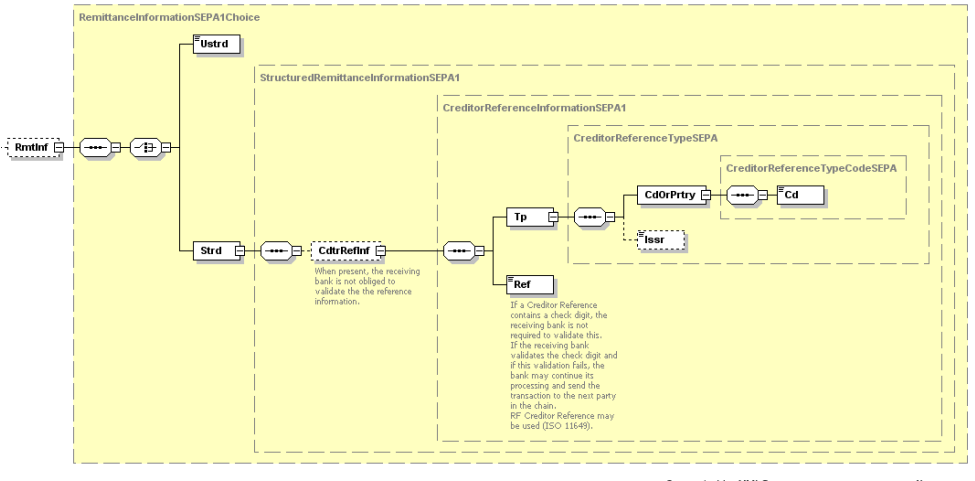 RemittanceInformationSEPA1Choice
Ustrd
StructuredRemittanceInformationSEPA1
CreditorReferenceInformationSEPA1
CreditorReferenceTypeSEPA
RmtInf
CreditorReferenceTypeCodeSEPA
CdOrPrtry
Cd
Tp
Issr
Strd
CdtrRefInf
When present, the receiving
bank is not obliged to
validate the the reference
information.
Ref
If a Creditor Reference
contains a check digit, the
receiving bank is not
required to validate this.
If the receiving bank
validates the check digit and
if this validation fails, the
bank may continue its
processing and send the
transaction to the next party
in the chain.
RF Creditor Reference may
be used (ISO 11649).